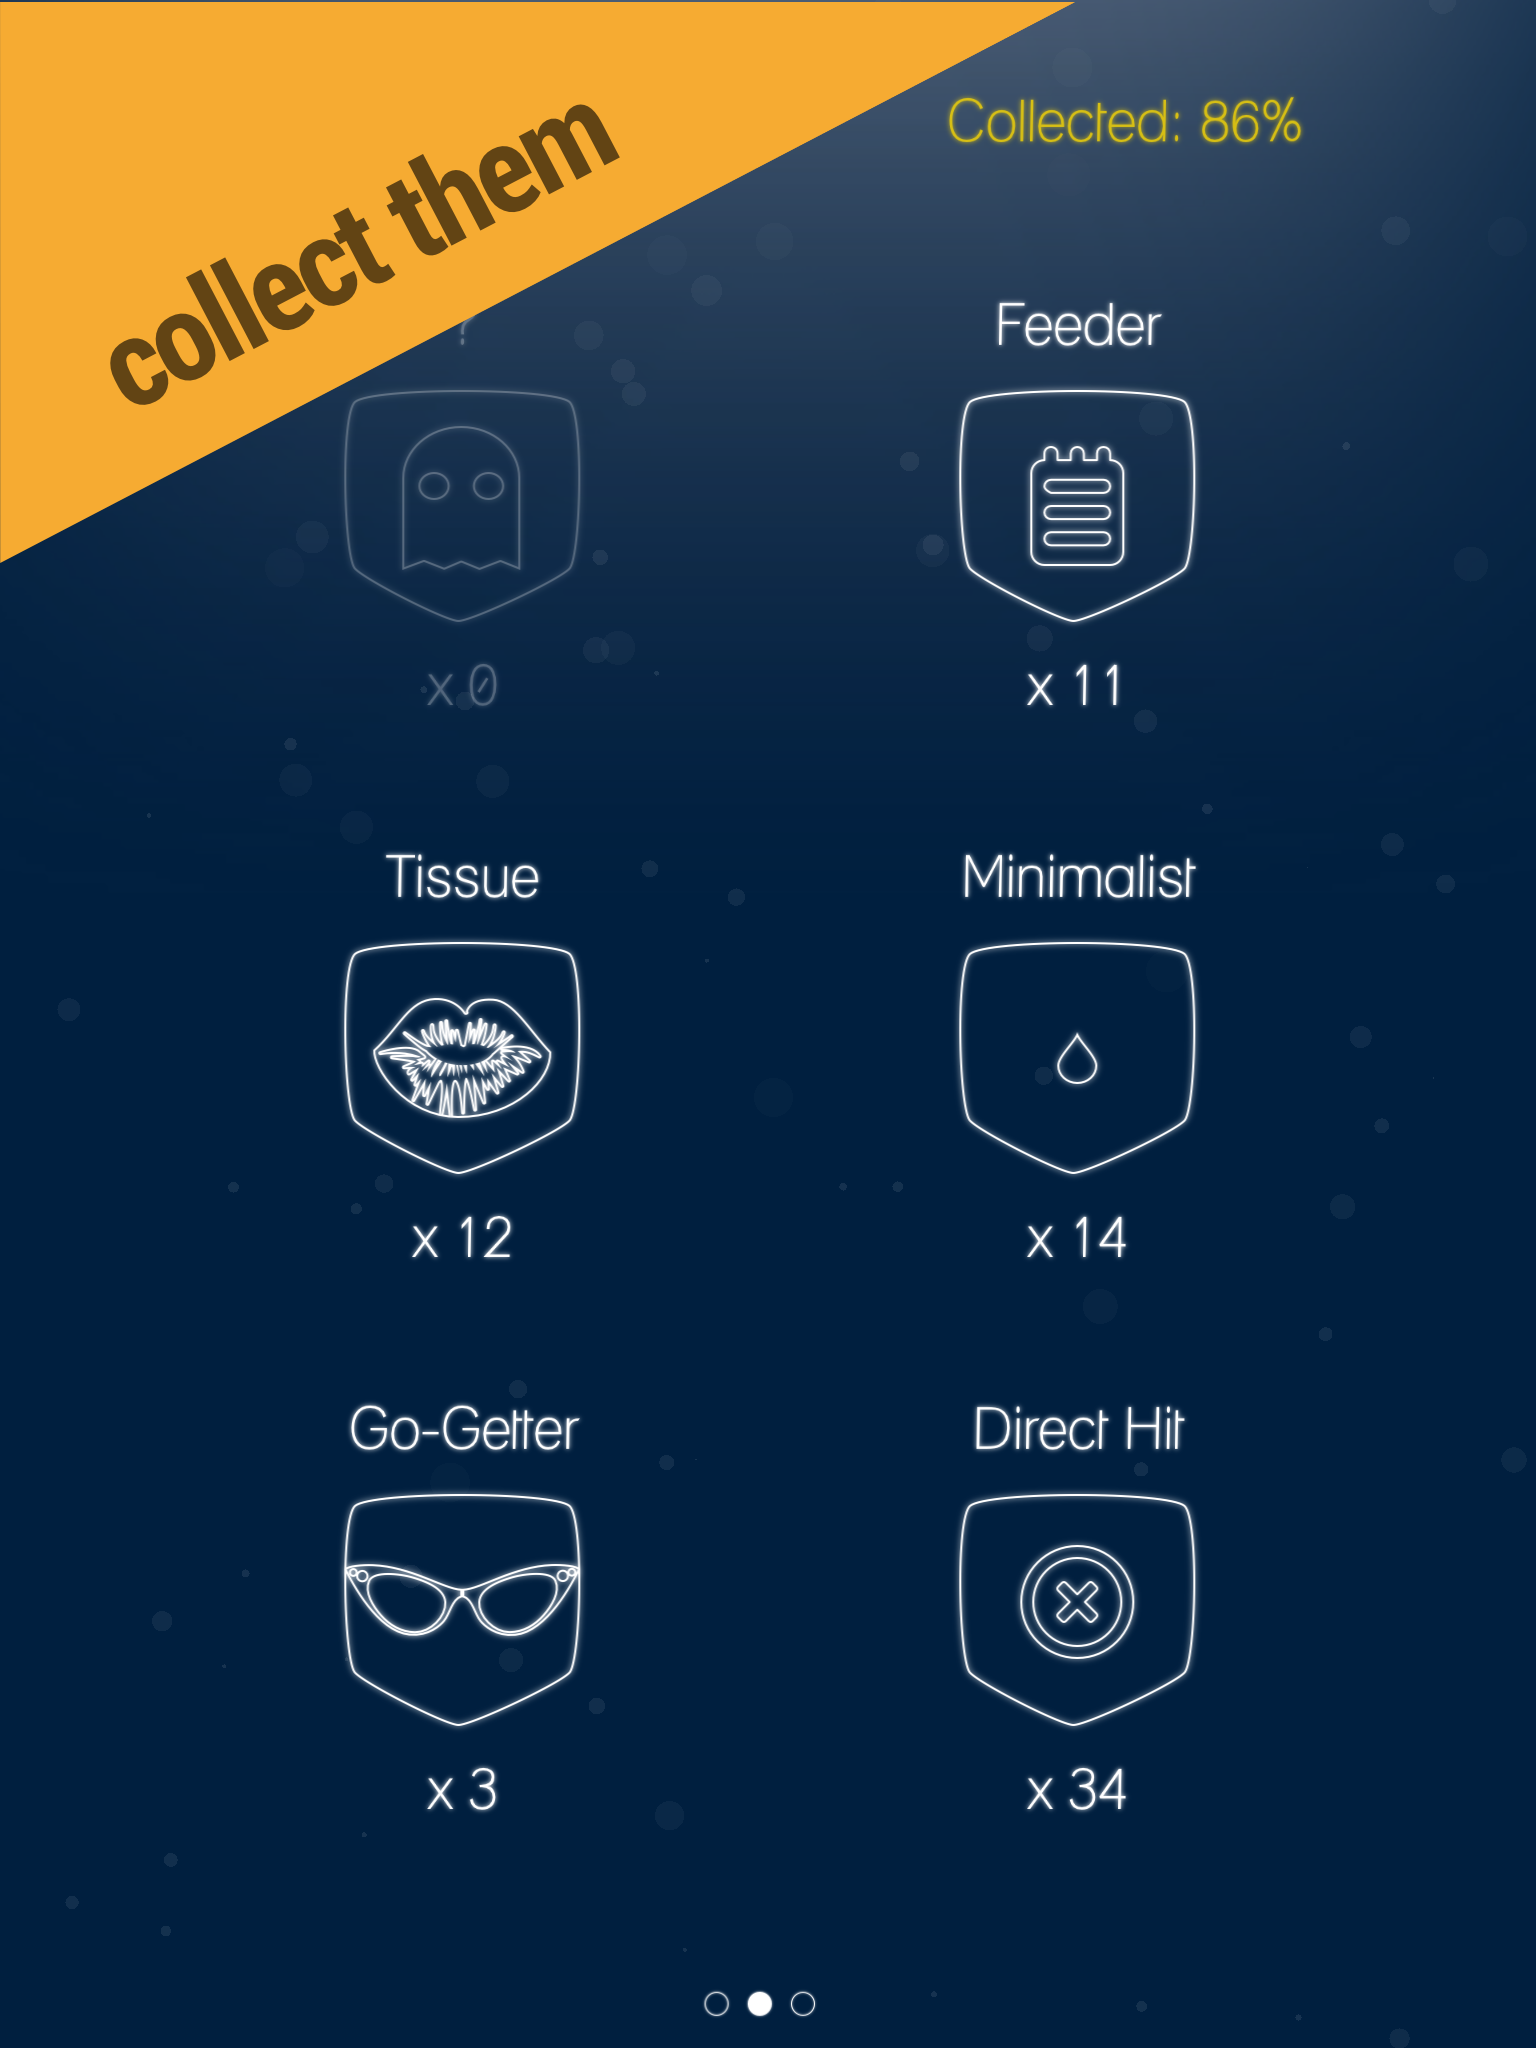 collect them
Collected: 86%
?
Feeder
x 0
x 11
Tissue
Minimalist
x 12
x 14
Go-Getter
Direct Hit
x 3
x 34